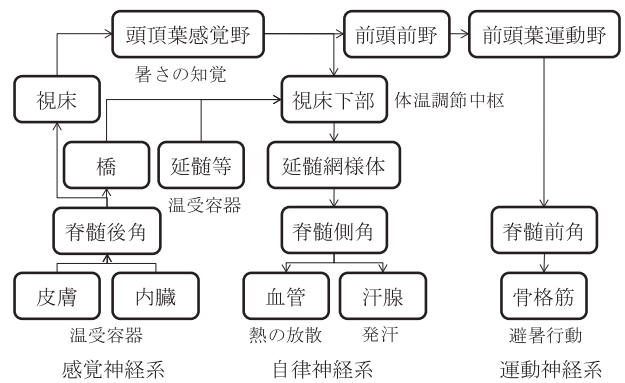 頭頂葉感覚野
前頭前野
前頭葉運動野
暑さの知覚
視床
視床下部
体温調節中枢
橋
延髄等
延髄網様体
温受容器
脊髄後角
脊髄側角
脊髄前角
皮膚
内臓
血管
汗腺
骨格筋
温受容器
熱の放散
発汗
避暑行動
感覚神経系
自律神経系
運動神経系